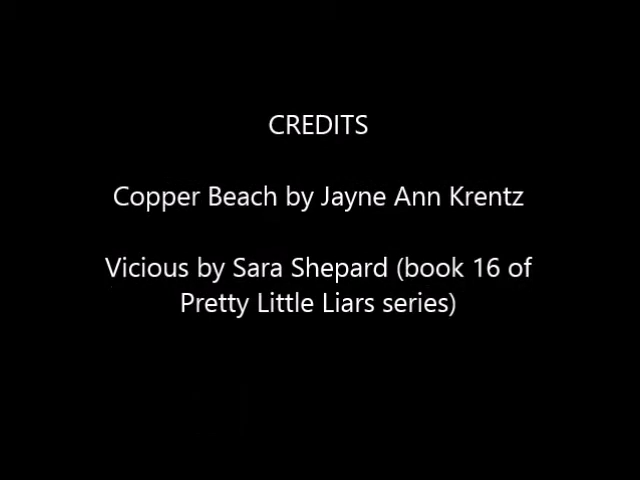 CREDITS
Copper Beach by Jayne Ann Krentz
Vicious by Sara Shepard (book 16 of
Pretty Little Liars series)